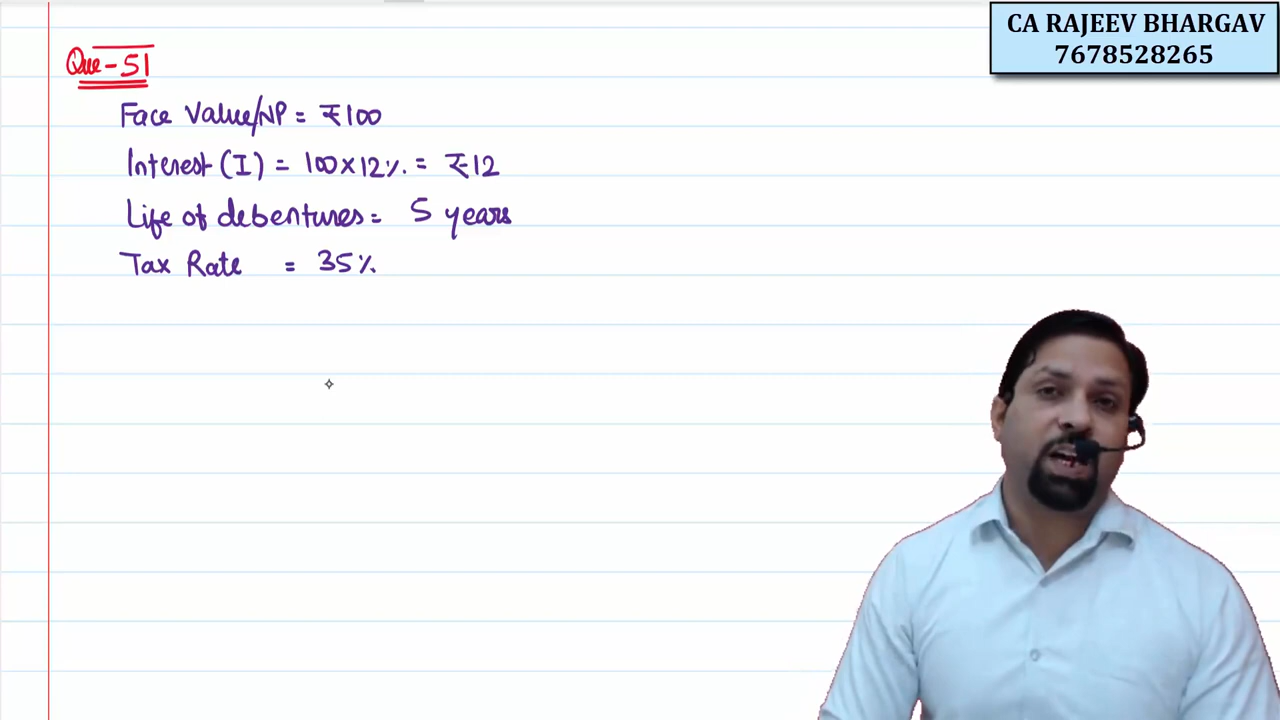 CA RAJEEV BHARGAV
7678528265
Que-51
Face Value/NP = ₹100
Interest (I) = 100×12% = ₹12
Life of debentures = 5 years
Tax Rate = 35%